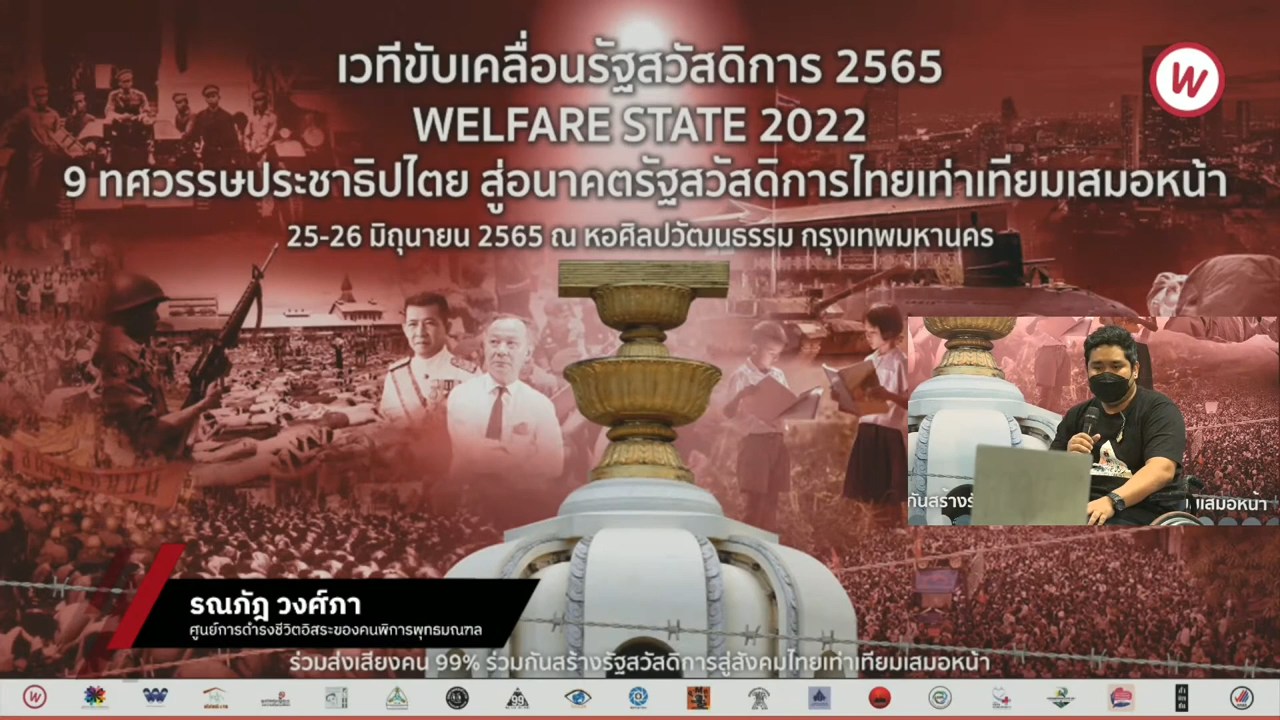 เวทีขับเคลื่อนรัฐสวัสดิการ 2565
W
WELFARE STATE 2022
9 ทศวรรษประชาธิปไตย สู่อนาคตรัฐสวัสดิการไทยเท่าเทียมเสมอหน้า
25-26 มิถุนายน 2565 ณ หอศิลปวัฒนธรรม กรุงเทพมหานคร
รณภัฎ วงศ์ภา
ศูนย์การดำรงชีวิตอิสระของคนพิการพุทธมณฑล
ร่วมส่งเสียงคน 99% ร่วมกันสร้างรัฐสวัสดิการสู่สังคมไทยเท่าเทียมเสมอหน้า